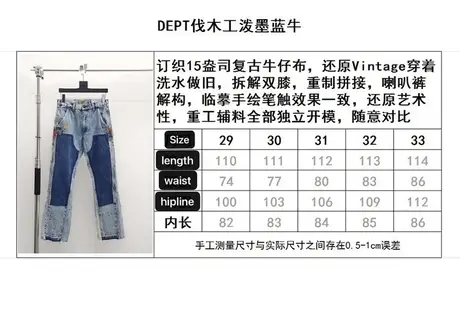 DEPT伐木工泼墨蓝牛
订织15盎司复古牛仔布，还原Vintage穿着
洗水做旧，拆解双膝，重制拼接，喇叭裤
解构，临摹手绘笔触效果一致，还原艺术
性，重工辅料全部独立开模，随意对比
Size 29 30 31 32 33
length 110 111 112 113 114
waist 74 77 80 83 86
hipline 100 103 106 109 112
内长 82 83 84 85 86
手工测量尺寸与实际尺寸之间存在0.5-1cm误差